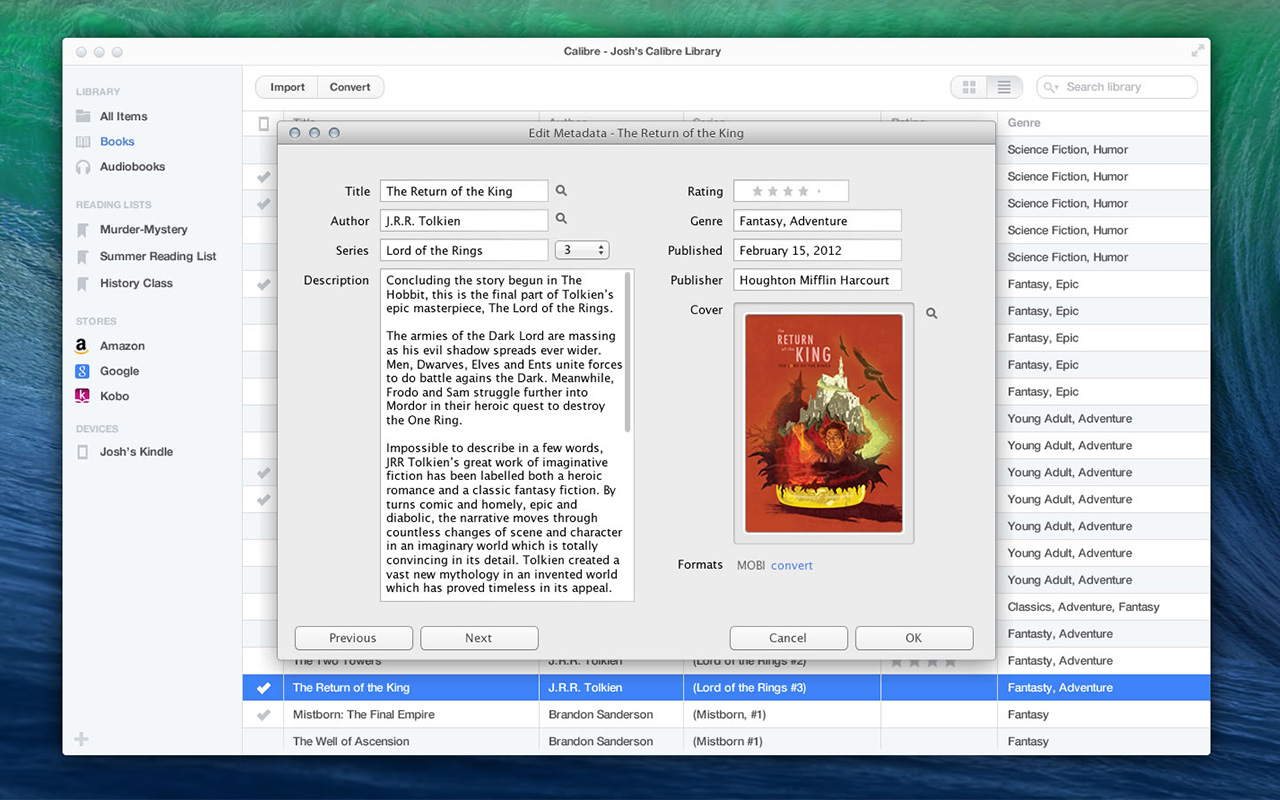 Calibre - Josh's Calibre Library
LIBRARY
All Items
Books
Audiobooks
READING LISTS
Murder-Mystery
Summer Reading List
History Class
STORES
Amazon
Google
Kobo
DEVICES
Josh's Kindle
Import
Convert
Search library
Title
Author
Series
Rating
Genre
Science Fiction, Humor
Science Fiction, Humor
Science Fiction, Humor
Science Fiction, Humor
Science Fiction, Humor
Fantasy, Epic
Fantasy, Epic
Fantasy, Epic
Fantasy, Epic
Fantasy, Epic
Young Adult, Adventure
Young Adult, Adventure
Young Adult, Adventure
Young Adult, Adventure
Young Adult, Adventure
Young Adult, Adventure
Young Adult, Adventure
Classics, Adventure, Fantasy
Fantasty, Adventure
Edit Metadata - The Return of the King
Title The Return of the King
Author J.R.R. Tolkien
Series Lord of the Rings 3
Description
Concluding the story begun in The
Hobbit, this is the final part of Tolkien's
epic masterpiece, The Lord of the Rings.
The armies of the Dark Lord are massing
as his evil shadow spreads ever wider.
Men, Dwarves, Elves and Ents unite forces
to do battle agains the Dark. Meanwhile,
Frodo and Sam struggle further into
Mordor in their heroic quest to destroy
the One Ring.
Impossible to describe in a few words,
JRR Tolkien's great work of imaginative
fiction has been labelled both a heroic
romance and a classic fantasy fiction. By
turns comic and homely, epic and
diabolic, the narrative moves through
countless changes of scene and character
in an imaginary world which is totally
convincing in its detail. Tolkien created a
vast new mythology in an invented world
which has proved timeless in its appeal.
Rating
Genre Fantasy, Adventure
Published February 15, 2012
Publisher Houghton Mifflin Harcourt
Cover
the
RETURN
of the
KING
THE LORD OF THE RINGS
Formats MOBI convert
Previous
Next
Cancel
OK
The Two Towers J.R.R. Tolkien (Lord of the Rings #2) Fantasty, Adventure
The Return of the King J.R.R. Tolkien (Lord of the Rings #3) Fantasty, Adventure
Mistborn: The Final Empire Brandon Sanderson (Mistborn, #1) Fantasy
The Well of Ascension Brandon Sanderson (Mistborn #1) Fantasy